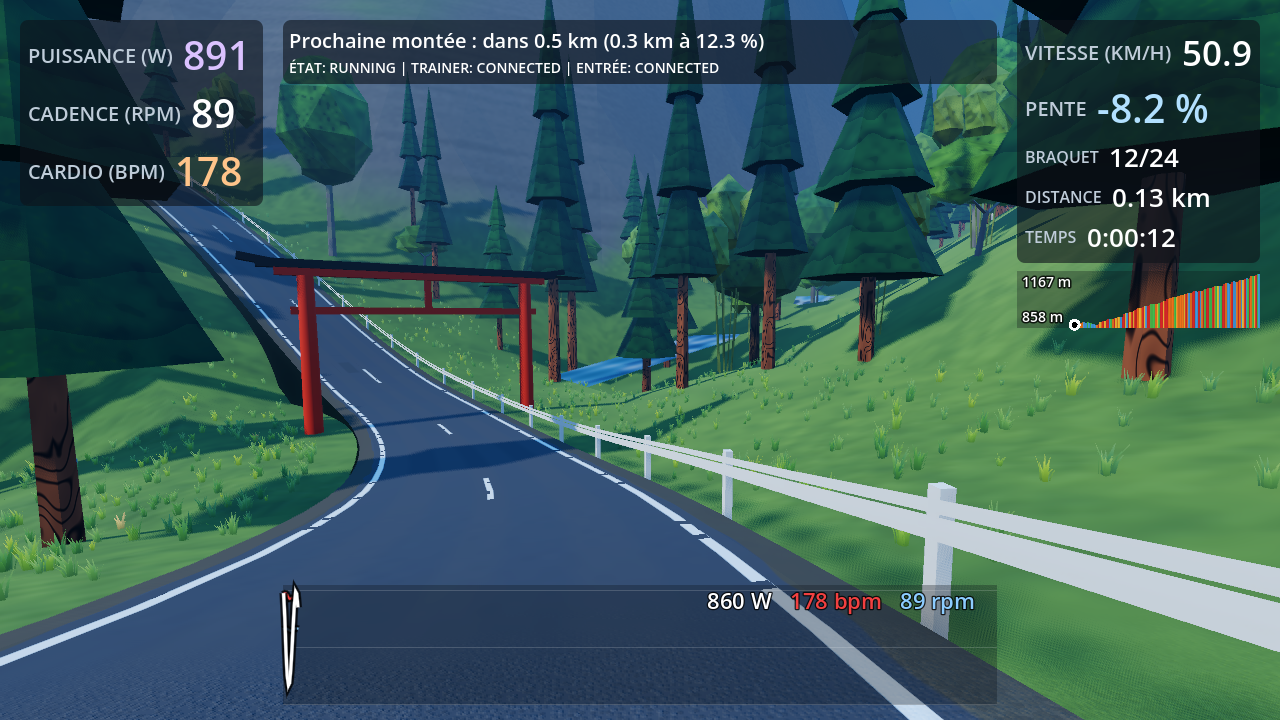 PUISSANCE (W) 891
CADENCE (RPM) 89
CARDIO (BPM) 178
Prochaine montée : dans 0.5 km (0.3 km à 12.3 %)
ÉTAT: RUNNING | TRAINER: CONNECTED | ENTRÉE: CONNECTED
VITESSE (KM/H) 50.9
PENTE -8.2 %
BRAQUET 12/24
DISTANCE 0.13 km
TEMPS 0:00:12
1167 m
858 m
860 W 178 bpm 89 rpm